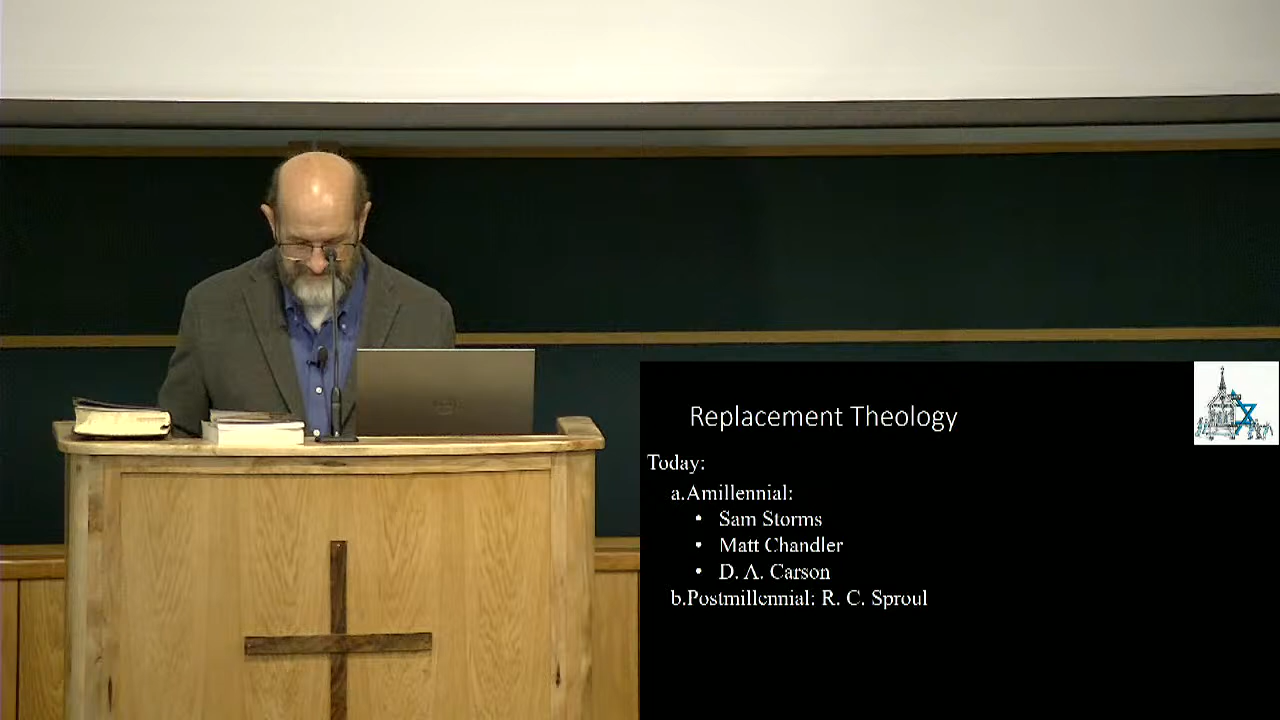 Replacement Theology
Today:
a.Amillennial:
• Sam Storms
• Matt Chandler
• D. A. Carson
b.Postmillennial: R. C. Sproul